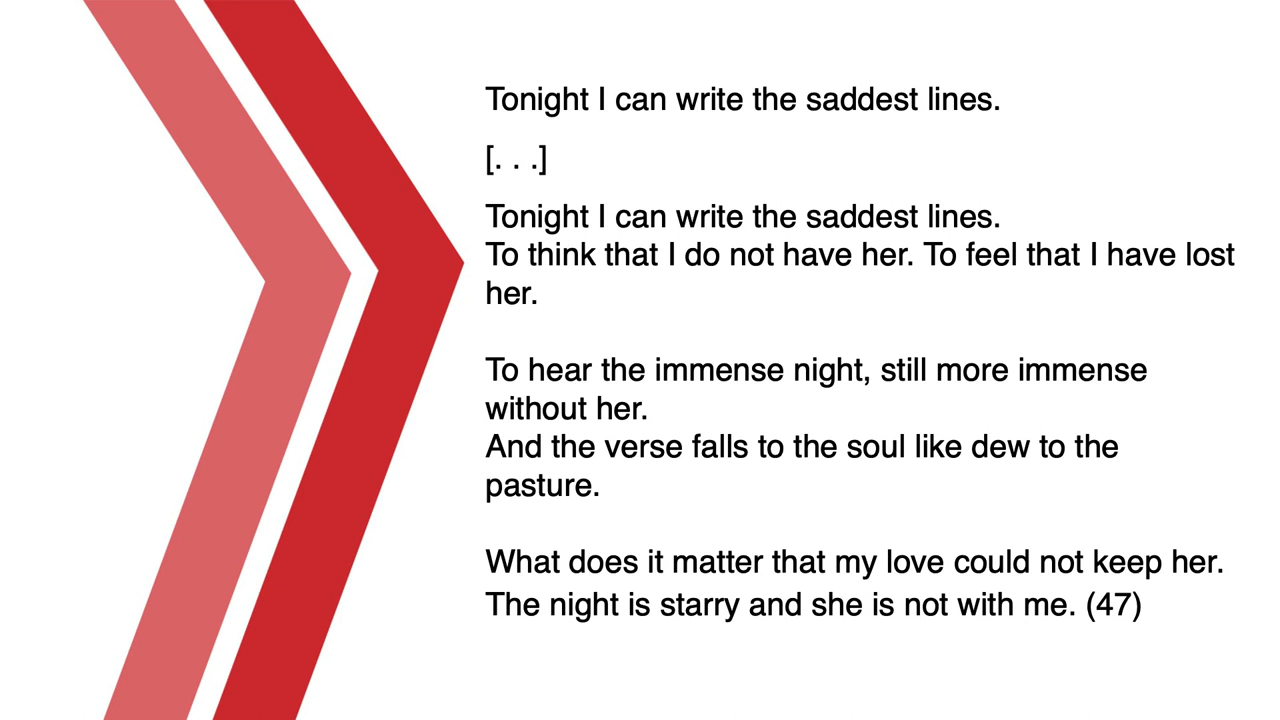 Tonight I can write the saddest lines.
[. . .]
Tonight I can write the saddest lines.
To think that I do not have her. To feel that I have lost
her.
To hear the immense night, still more immense
without her.
And the verse falls to the soul like dew to the
pasture.
What does it matter that my love could not keep her.
The night is starry and she is not with me. (47)